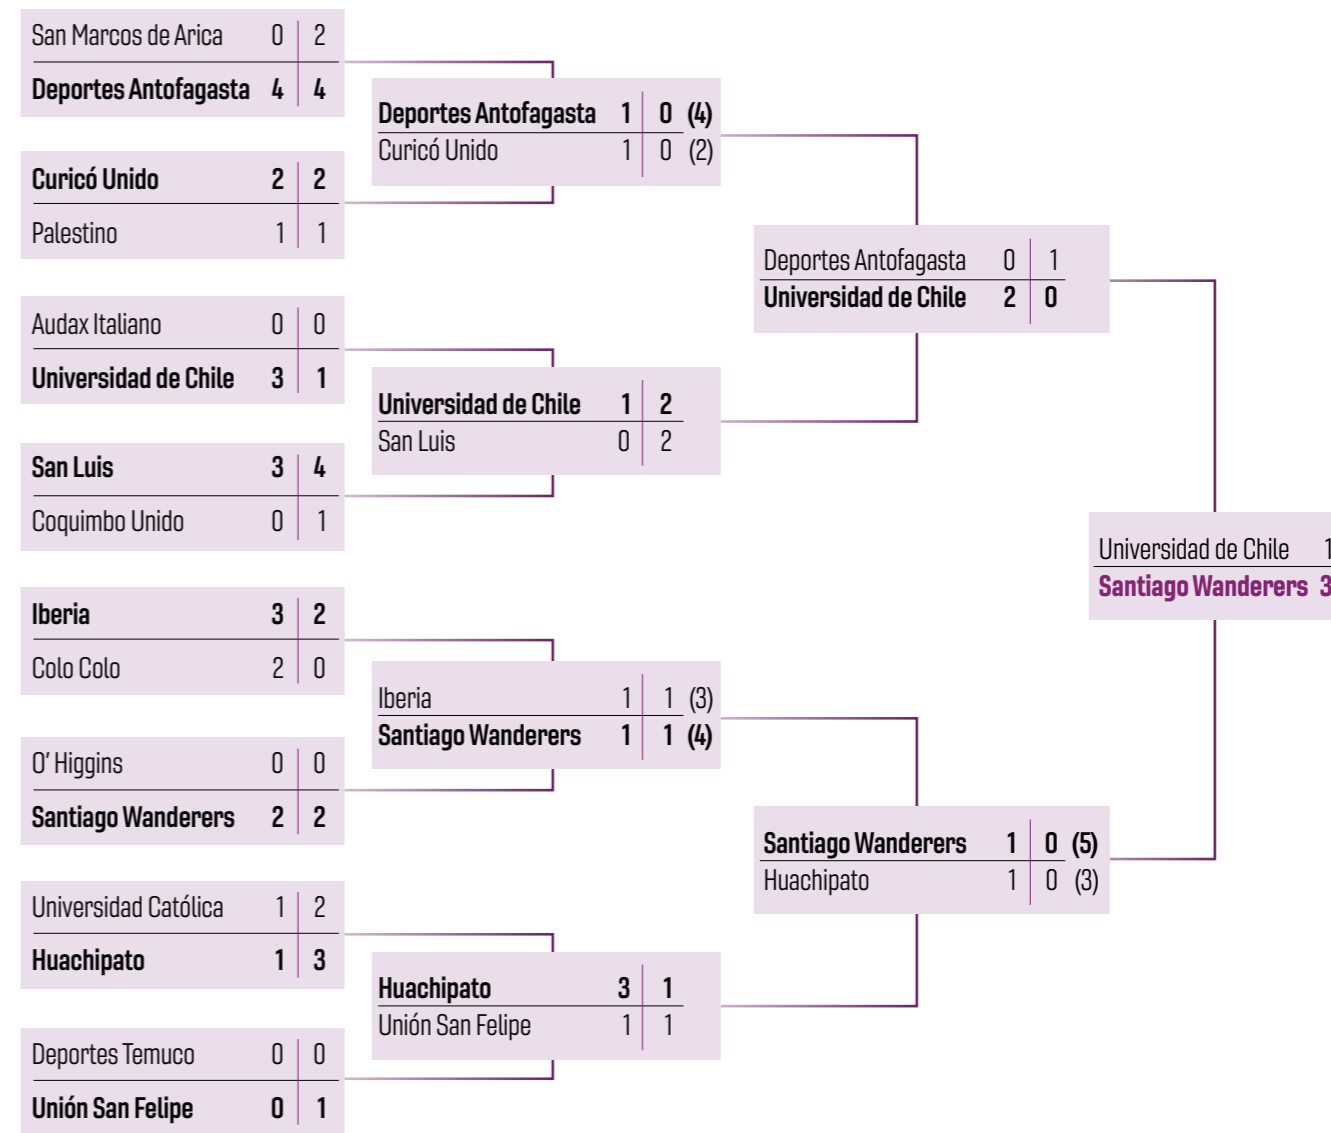 San Marcos de Arica 0 2
Deportes Antofagasta 4 4
Curicó Unido 2 2
Palestino 1 1
Audax Italiano 0 0
Universidad de Chile 3 1
San Luis 3 4
Coquimbo Unido 0 1
Iberia 3 2
Colo Colo 2 0
O' Higgins 0 0
Santiago Wanderers 2 2
Universidad Católica 1 2
Huachipato 1 3
Deportes Temuco 0 0
Unión San Felipe 0 1
Deportes Antofagasta 1 0 (4)
Curicó Unido 1 0 (2)
Universidad de Chile 1 2
San Luis 0 2
Iberia 1 1 (3)
Santiago Wanderers 1 1 (4)
Huachipato 3 1
Unión San Felipe 1 1
Deportes Antofagasta 0 1
Universidad de Chile 2 0
Santiago Wanderers 1 0 (5)
Huachipato 1 0 (3)
Universidad de Chile 1
Santiago Wanderers 3